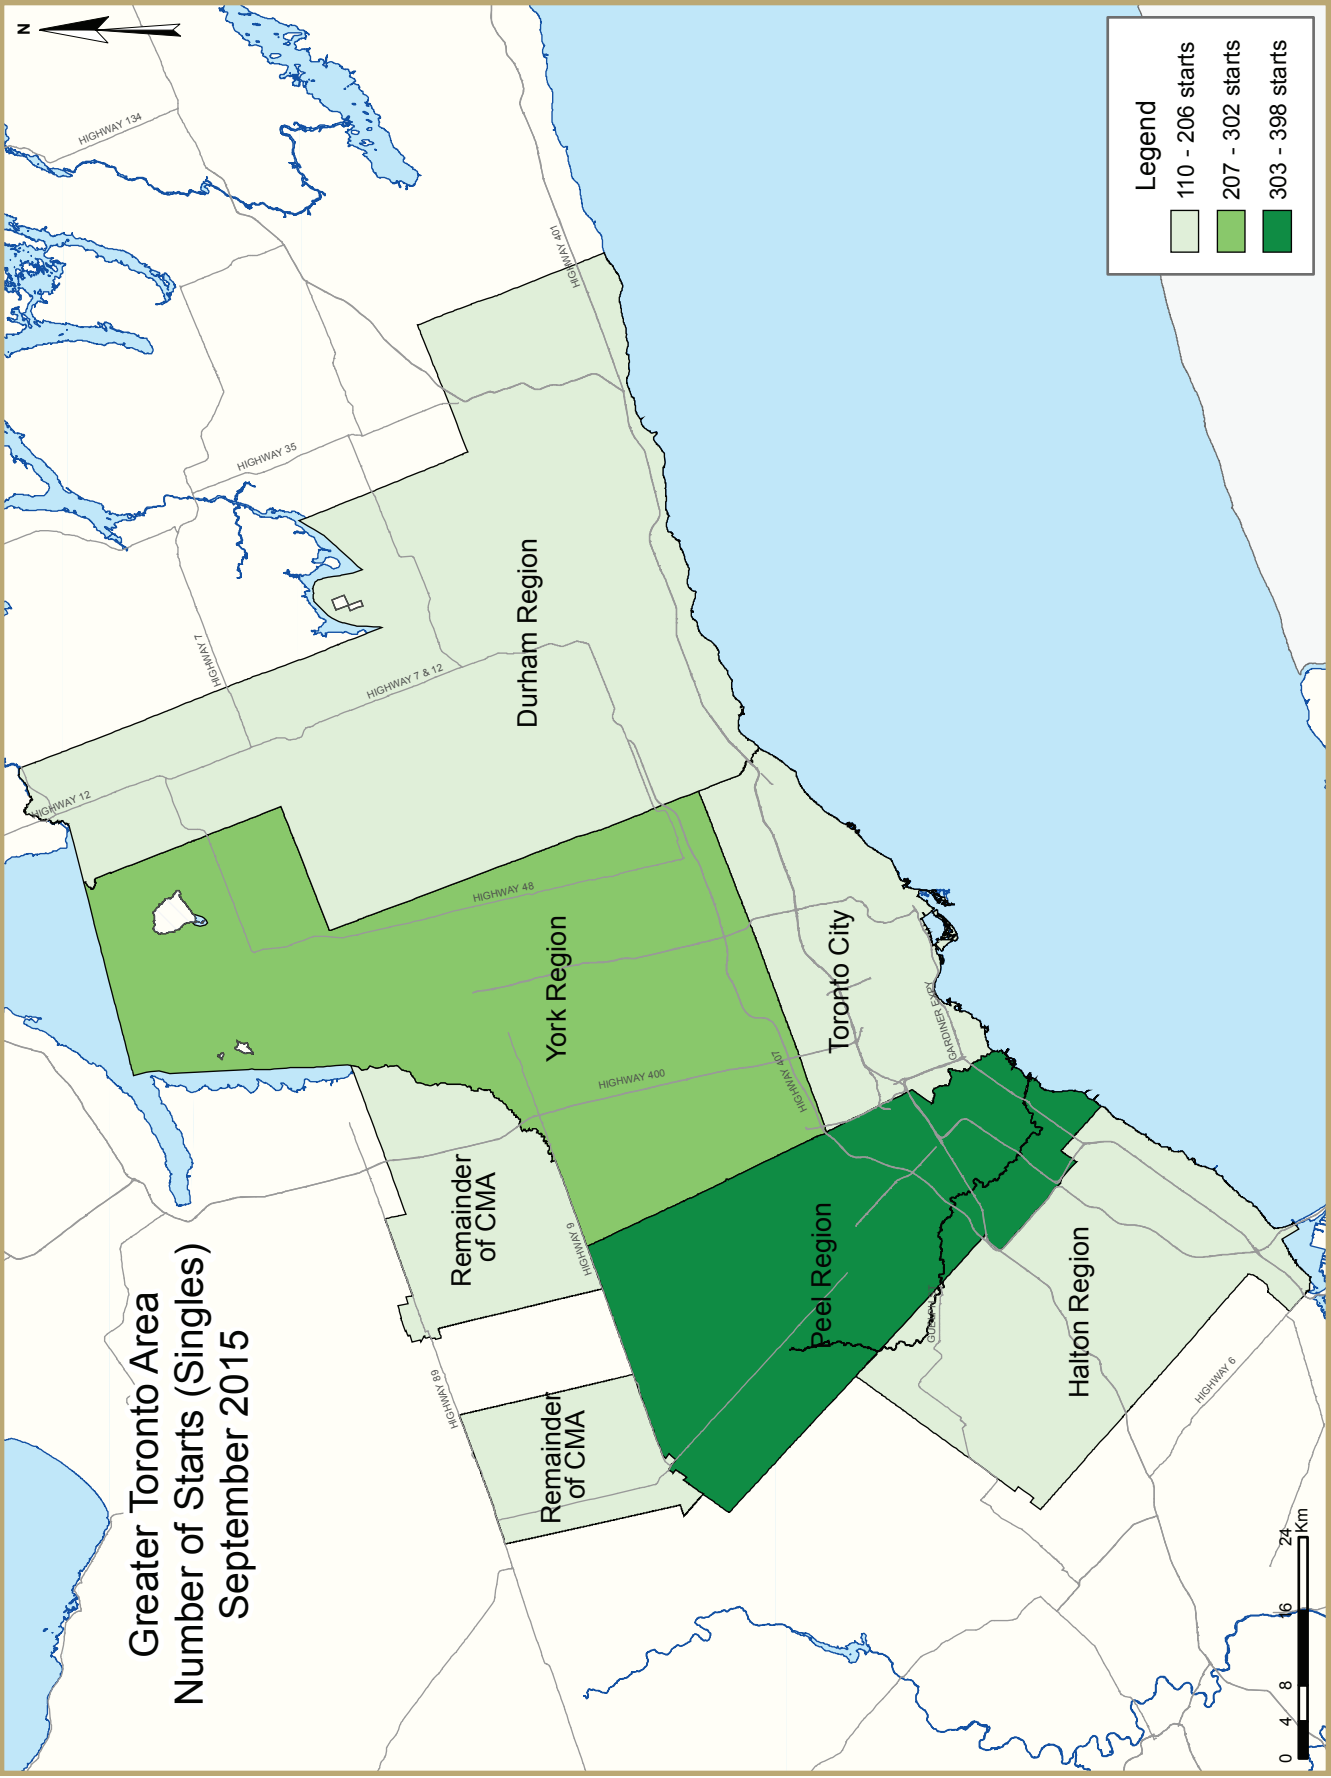 Greater Toronto Area
Number of Starts (Singles)
September 2015
N
HIGHWAY 134
HIGHWAY 401
HIGHWAY 35
HIGHWAY 7
HIGHWAY 7 & 12
HIGHWAY 12
Durham Region
HIGHWAY 48
York Region
HIGHWAY 400
HIGHWAY 407
Toronto City
GARDINER EXPY
Remainder
of CMA
HIGHWAY 9
HIGHWAY 89
Remainder
of CMA
Peel Region
Halton Region
HIGHWAY 6
Legend
110 - 206 starts
207 - 302 starts
303 - 398 starts
0 4 8 16 24
Km